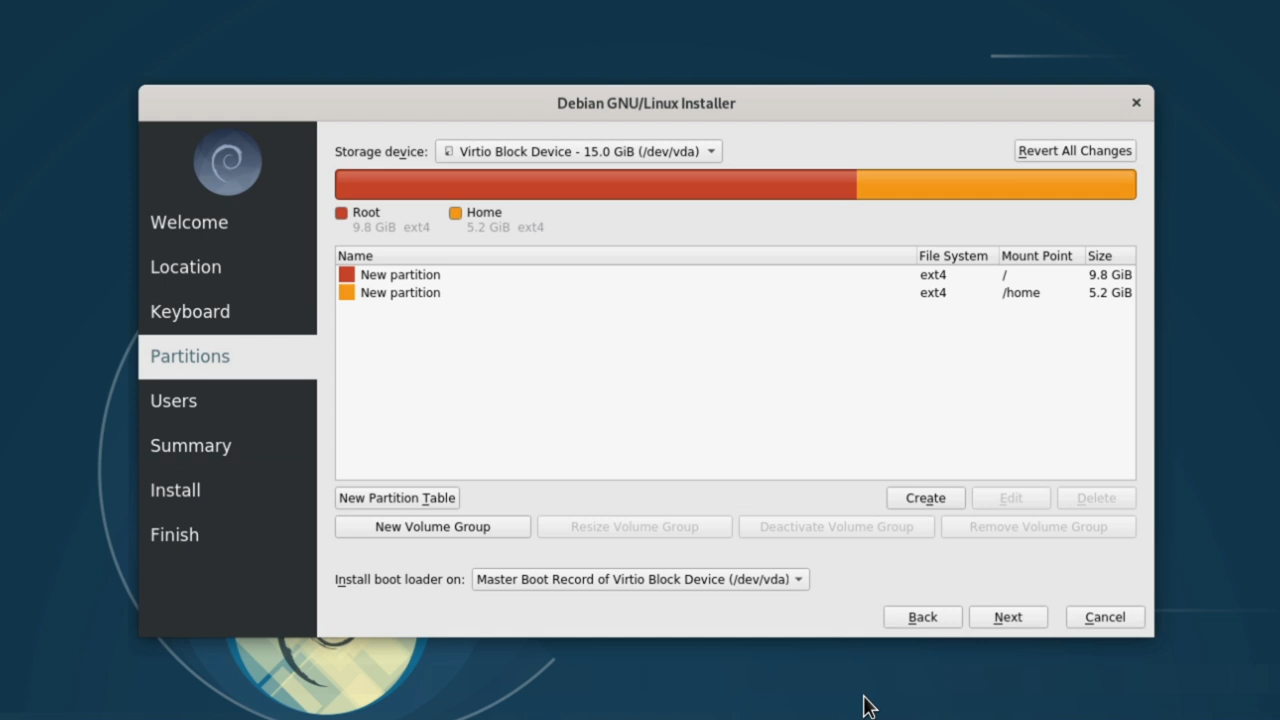 Debian GNU/Linux Installer
Welcome
Location
Keyboard
Partitions
Users
Summary
Install
Finish
Storage device: Virtio Block Device - 15.0 GiB (/dev/vda) Revert All Changes
Root Home
9.8 GiB ext4 5.2 GiB ext4
Name File System Mount Point Size
New partition ext4 / 9.8 GiB
New partition ext4 /home 5.2 GiB
New Partition Table Create Edit Delete
New Volume Group Resize Volume Group Deactivate Volume Group Remove Volume Group
Install boot loader on: Master Boot Record of Virtio Block Device (/dev/vda)
Back Next Cancel